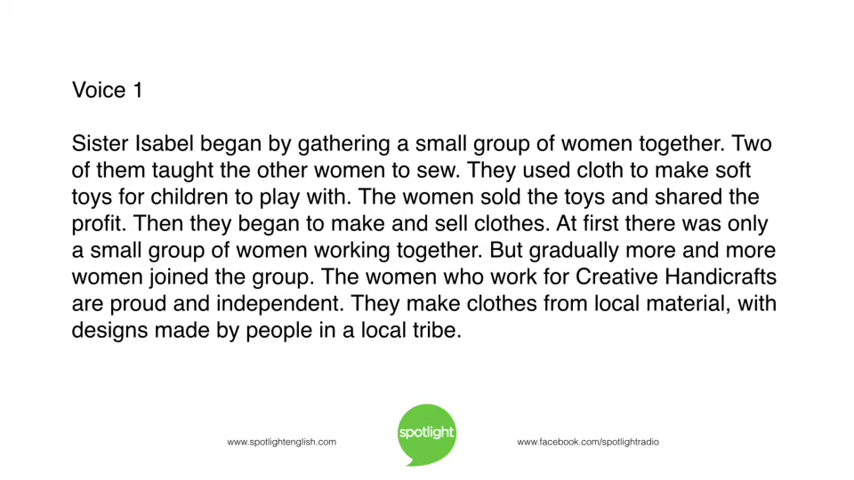 Voice 1
Sister Isabel began by gathering a small group of women together. Two
of them taught the other women to sew. They used cloth to make soft
toys for children to play with. The women sold the toys and shared the
profit. Then they began to make and sell clothes. At first there was only
a small group of women working together. But gradually more and more
women joined the group. The women who work for Creative Handicrafts
are proud and independent. They make clothes from local material, with
designs made by people in a local tribe.
www.spotlightenglish.com
spotlight
www.facebook.com/spotlightradio